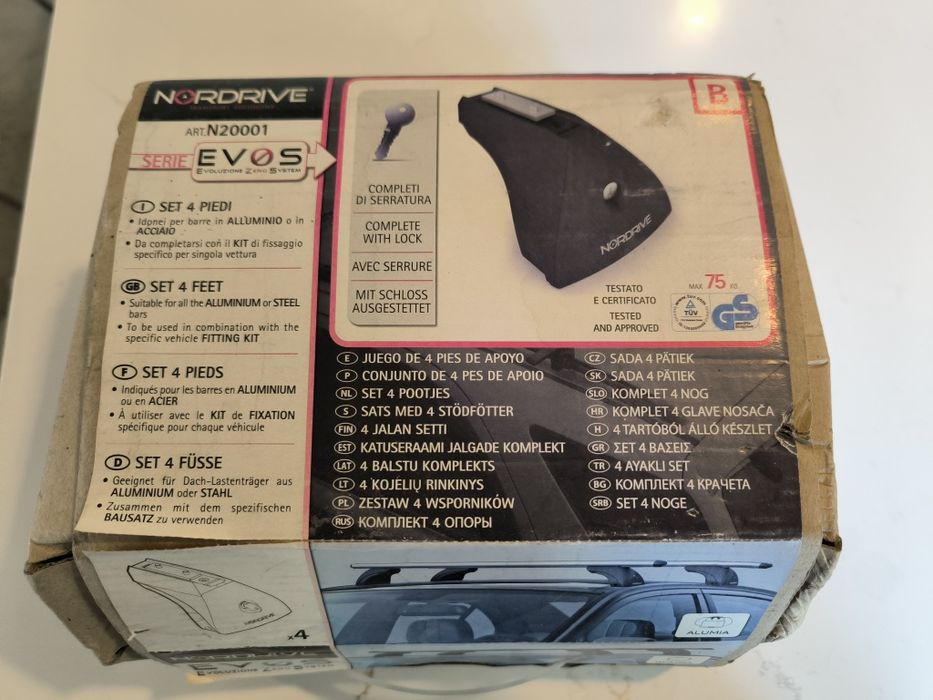 NORDRIVE
ART.N20001
SERIE EVOS
EVOLUZIONE ZERO SYSTEM
I SET 4 PIEDI
• Idonei per barre in ALLUMINIO o in
ACCIAIO
• Da completarsi con il KIT di fissaggio
specifico per singola vettura
GB SET 4 FEET
• Suitable for all the ALUMINIUM or STEEL
bars
• To be used in combination with the
specific vehicle FITTING KIT
F SET 4 PIEDS
• Indiqués pour les barres en ALUMINIUM
ou en ACIER
• À utiliser avec le KIT de FIXATION
spécifique pour chaque véhicule
D SET 4 FÜSSE
• Geeignet für Dach-Lastenträger aus
ALUMINIUM oder STAHL
• Zusammen mit dem spezifischen
BAUSATZ zu verwenden
COMPLETI
DI SERRATURA
COMPLETE
WITH LOCK
AVEC SERRURE
MIT SCHLOSS
AUSGESTETTET
B
NORDRIVE
MAX 75 KG
TESTATO
E CERTIFICATO
TESTED
AND APPROVED
TÜV
GS
E JUEGO DE 4 PIES DE APOYO
P CONJUNTO DE 4 PES DE APOIO
NL SET 4 POOTJES
S SATS MED 4 STÖDFÖTTER
FIN 4 JALAN SETTI
EST KATUSERAAMI JALGADE KOMPLEKT
LAT 4 BALSTU KOMPLEKTS
LT 4 KOJELIŲ RINKINYS
PL ZESTAW 4 WSPORNIKÓW
RUS КОМПЛЕКТ 4 ОПОРЫ
CZ SADA 4 PÄTIEK
SK SADA 4 PÄTIEK
SLO KOMPLET 4 NOG
HR KOMPLET 4 GLAVE NOSAČA
H 4 TARTÓBÓL ÁLLÓ KÉSZLET
GR ΣΕΤ 4 ΒΑΣΕΙΣ
TR 4 AYAKLI SET
BG КОМПЛЕКТ 4 КРАЧЕТА
SRB SET 4 NOGE
NORDRIVE
x4
ALUMIA
NORDRIVE
EVOS
EVOLUZIONE ZERO SYSTEM